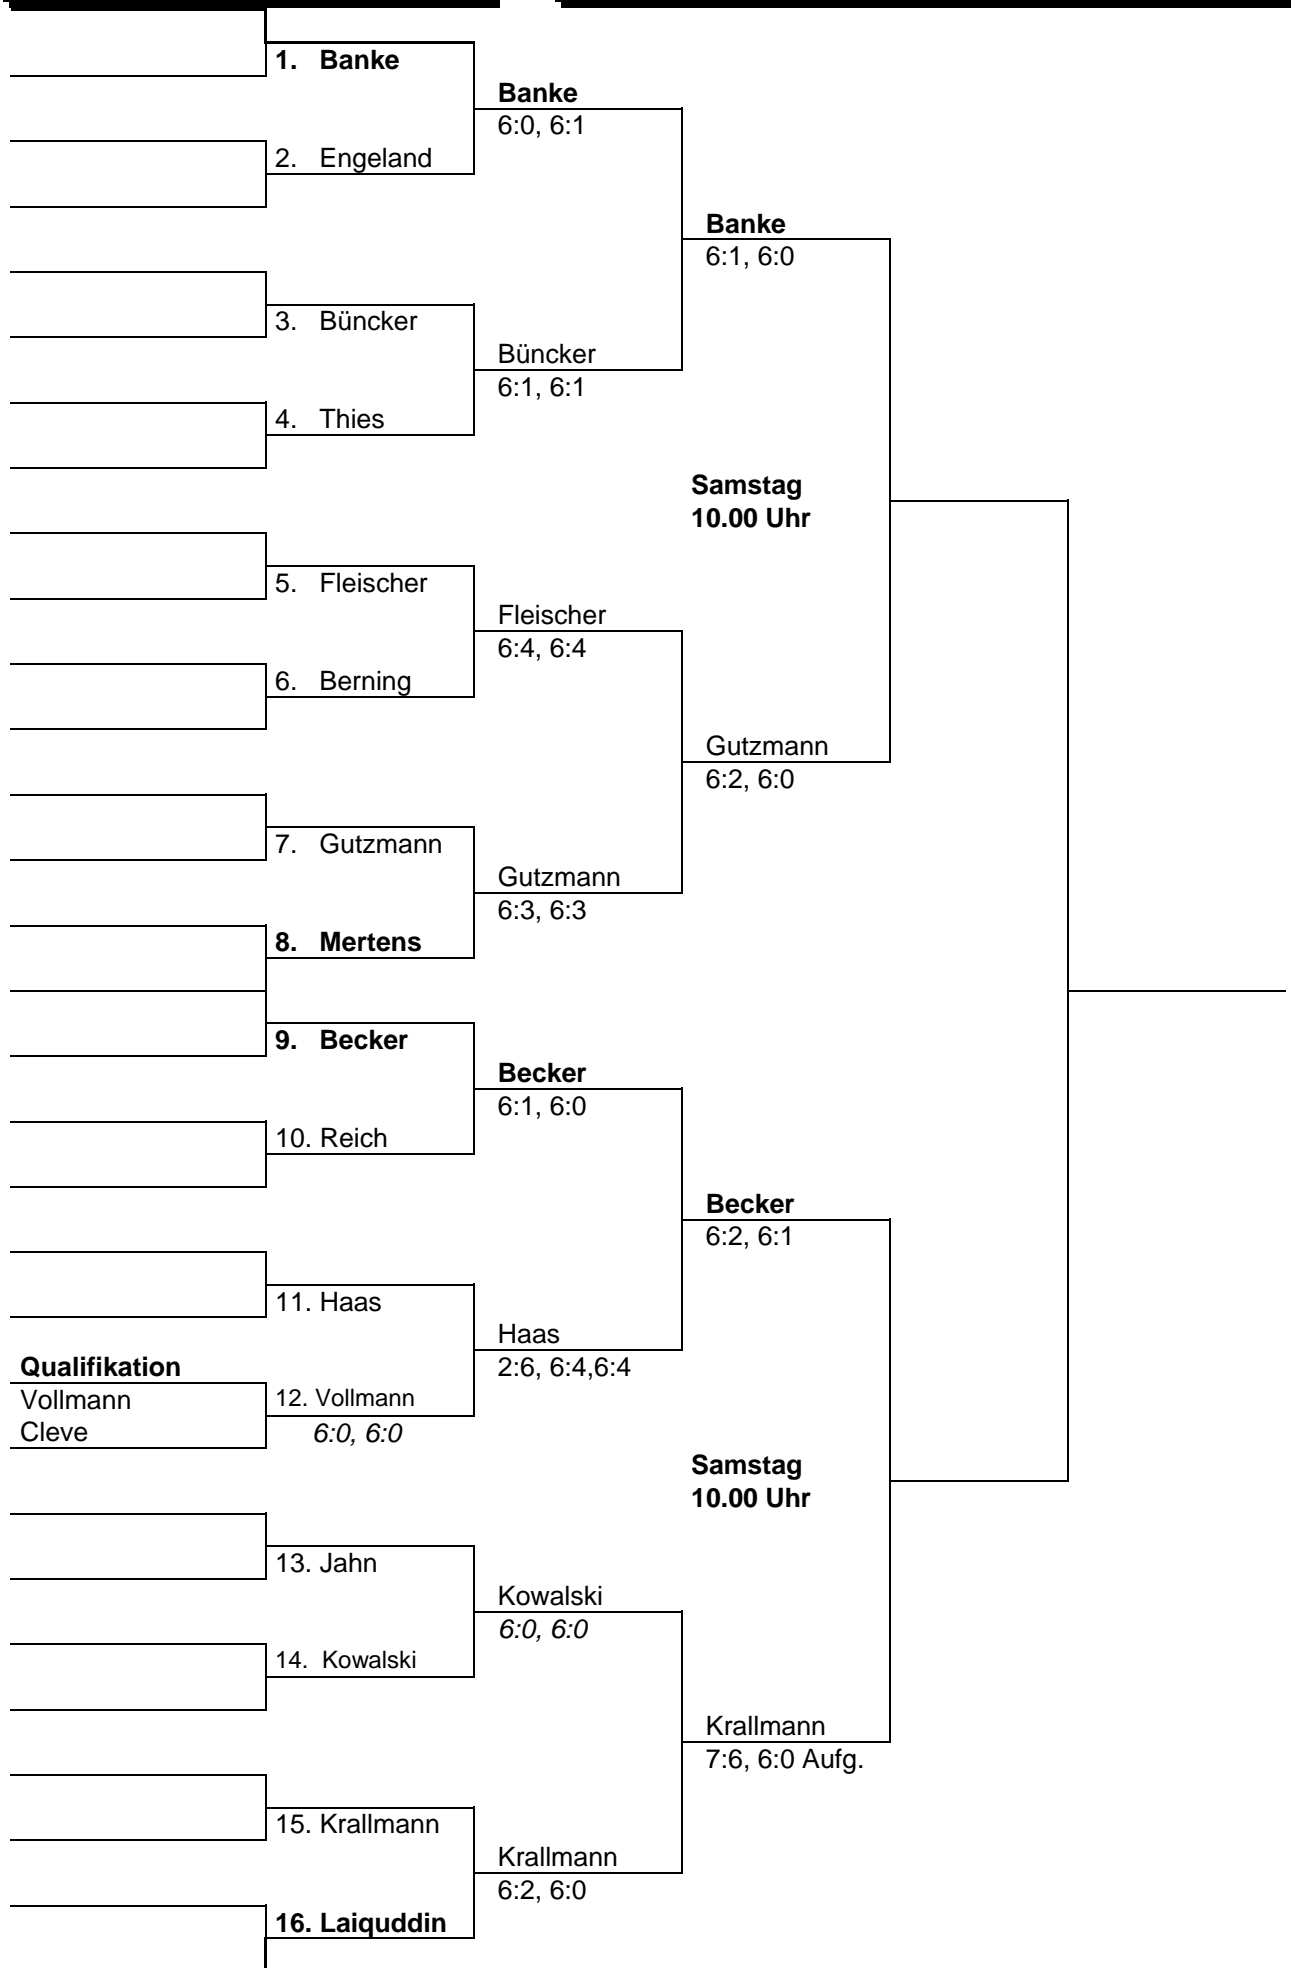 1. Banke
Banke
6:0, 6:1
2. Engeland
Banke
6:1, 6:0
3. Büncker
Büncker
6:1, 6:1
4. Thies
Samstag
10.00 Uhr
5. Fleischer
Fleischer
6:4, 6:4
6. Berning
Gutzmann
6:2, 6:0
7. Gutzmann
Gutzmann
6:3, 6:3
8. Mertens
9. Becker
Becker
6:1, 6:0
10. Reich
Becker
6:2, 6:1
11. Haas
Haas
2:6, 6:4,6:4
Qualifikation
Vollmann
Cleve
12. Vollmann
6:0, 6:0
Samstag
10.00 Uhr
13. Jahn
Kowalski
6:0, 6:0
14. Kowalski
Krallmann
7:6, 6:0 Aufg.
15. Krallmann
Krallmann
6:2, 6:0
16. Laiquddin